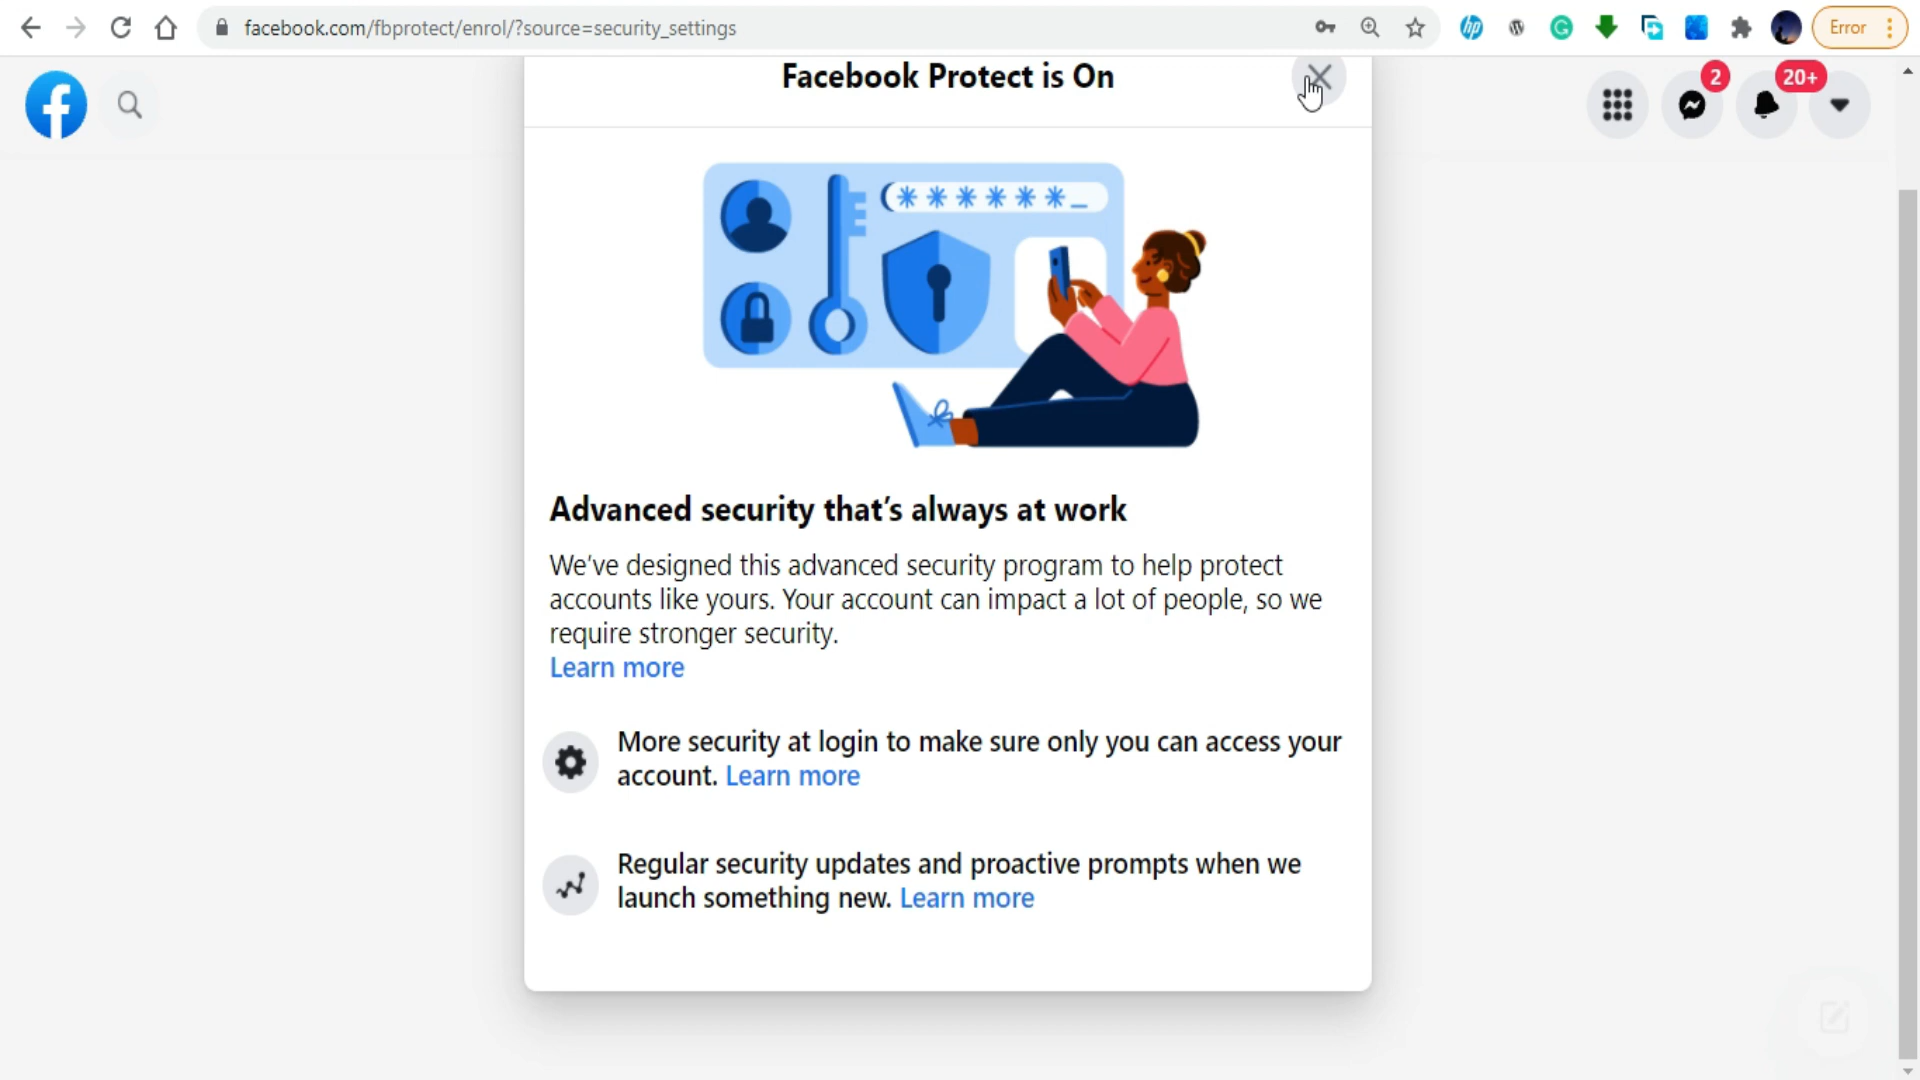 facebook.com/fbprotect/enrol/?source=security_settings
Error
Facebook Protect is On
2
20+
Advanced security that's always at work
We've designed this advanced security program to help protect
accounts like yours. Your account can impact a lot of people, so we
require stronger security.
Learn more
More security at login to make sure only you can access your
account. Learn more
Regular security updates and proactive prompts when we
launch something new. Learn more